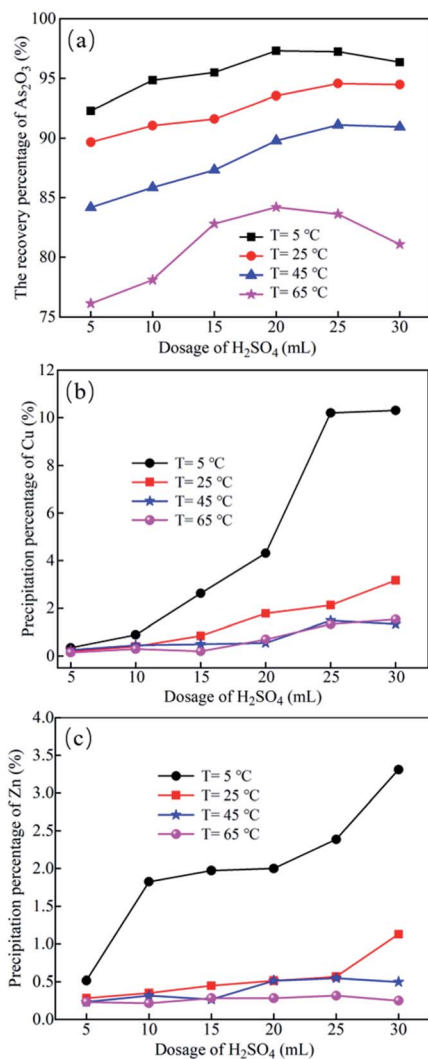 (a)
The recovery percentage of As₂O₃ (%)
100
95
90
85
80
75
T= 5 °C
T= 25 °C
T= 45 °C
T= 65 °C
5 10 15 20 25 30
Dosage of H₂SO₄ (mL)
(b)
Precipitation percentage of Cu (%)
12
10
8
6
4
2
0
T= 5 °C
T= 25 °C
T= 45 °C
T= 65 °C
5 10 15 20 25 30
Dosage of H₂SO₄ (mL)
(c)
Precipitation percentage of Zn (%)
4.0
3.5
3.0
2.5
2.0
1.5
1.0
0.5
0.0
T= 5 °C
T= 25 °C
T= 45 °C
T= 65 °C
5 10 15 20 25 30
Dosage of H₂SO₄ (mL)